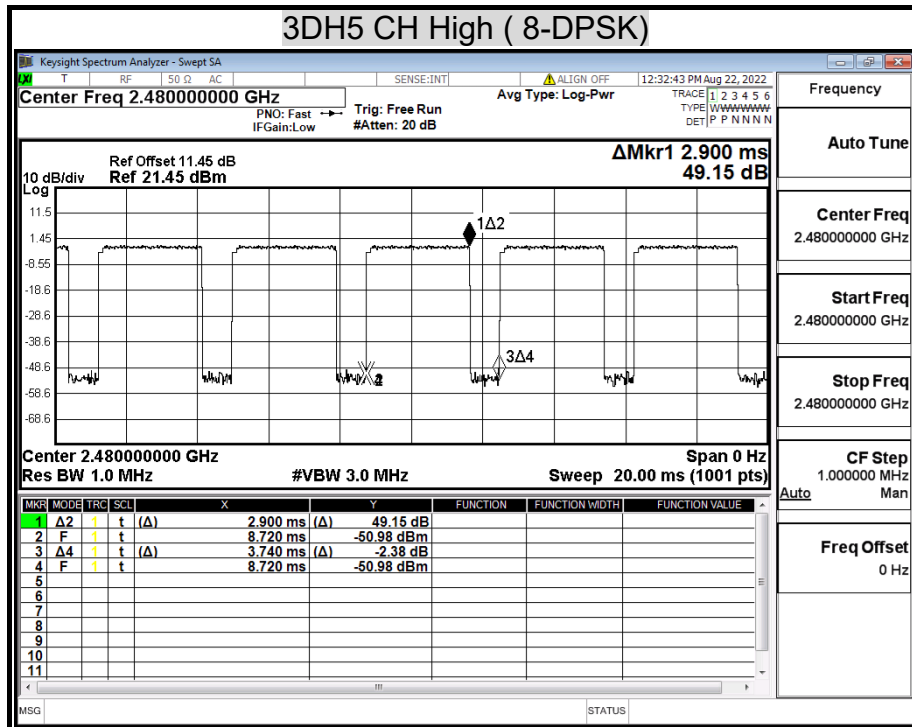 3DH5 CH High ( 8-DPSK)
Keysight Spectrum Analyzer - Swept SA
LXI T RF 50 Ω AC SENSE:INT ALIGN OFF 12:32:43 PM Aug 22, 2022
Center Freq 2.480000000 GHz
PNO: Fast
IFGain:Low
Trig: Free Run
#Atten: 20 dB
Avg Type: Log-Pwr
TRACE 1 2 3 4 5 6
TYPE WWWWWW
DET P P N N N N
Frequency
Auto Tune
Center Freq
2.480000000 GHz
Start Freq
2.480000000 GHz
Stop Freq
2.480000000 GHz
CF Step
1.000000 MHz
Auto Man
Freq Offset
0 Hz
ΔMkr1 2.900 ms
49.15 dB
Ref Offset 11.45 dB
10 dB/div Ref 21.45 dBm
Log
11.5
1.45
-8.55
-18.6
-28.6
-38.6
-48.6
-58.6
-68.6
1Δ2
3Δ4
Center 2.480000000 GHz Span 0 Hz
Res BW 1.0 MHz #VBW 3.0 MHz Sweep 20.00 ms (1001 pts)
MKR MODE TRC SCL X Y FUNCTION FUNCTION WIDTH FUNCTION VALUE
1 Δ2 1 t (Δ) 2.900 ms (Δ) 49.15 dB
2 F 1 t 8.720 ms -50.98 dBm
3 Δ4 1 t (Δ) 3.740 ms (Δ) -2.38 dB
4 F 1 t 8.720 ms -50.98 dBm
5
6
7
8
9
10
11
MSG STATUS